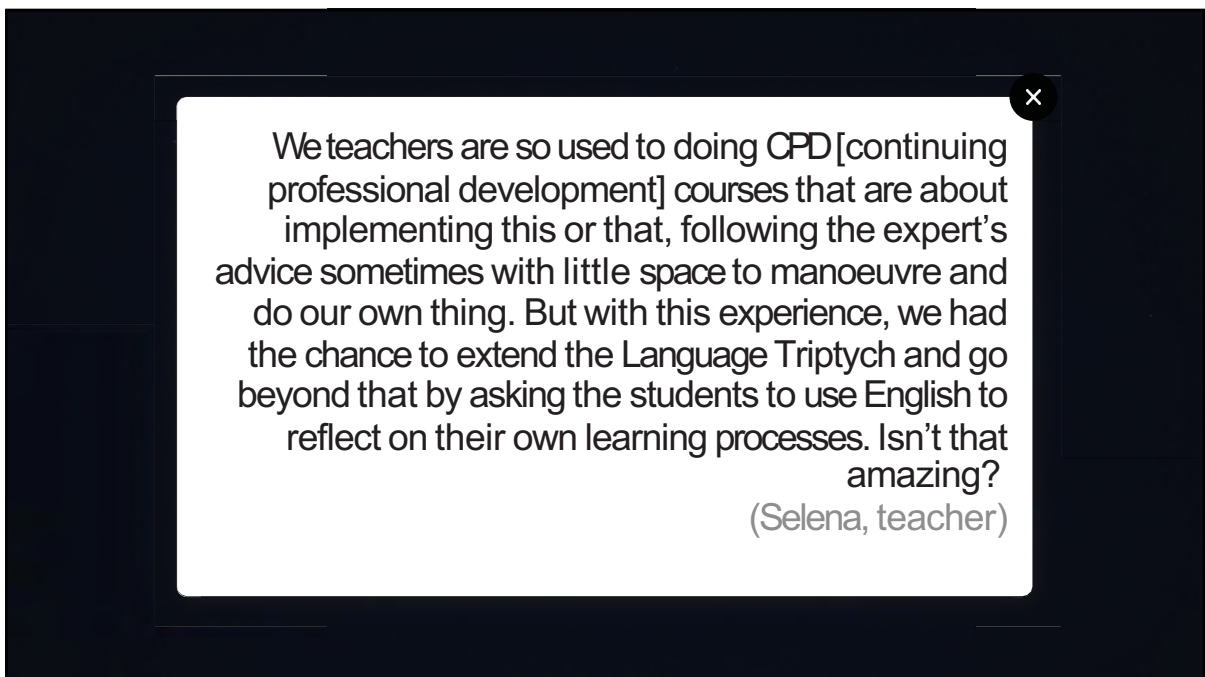 We teachers are so used to doing CPD [continuing
professional development] courses that are about
implementing this or that, following the expert’s
advice sometimes with little space to manoeuvre and
do our own thing. But with this experience, we had
the chance to extend the Language Triptych and go
beyond that by asking the students to use English to
reflect on their own learning processes. Isn’t that
amazing?
(Selena, teacher)